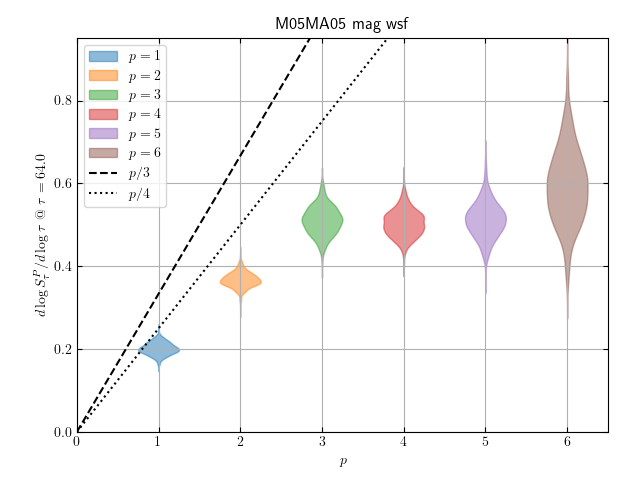 M05MA05 mag wsf
p = 1
p = 2
p = 3
p = 4
p = 5
p = 6
p/3
p/4
d log S_τ^P / d log τ @ τ = 64.0
0.8
0.6
0.4
0.2
0.0
0 1 2 3 4 5 6
p